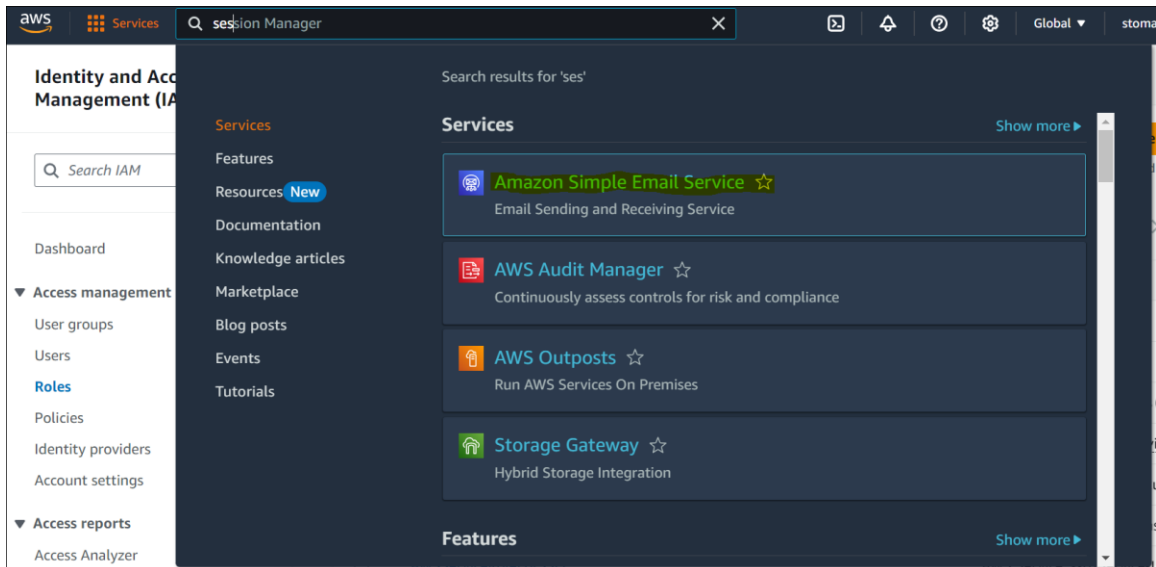 aws
Services
session Manager
Global
stoma
Identity and Acc
Management (IA
Search IAM
Dashboard
Access management
User groups
Users
Roles
Policies
Identity providers
Account settings
Access reports
Access Analyzer
Search results for 'ses'
Services
Features
Resources New
Documentation
Knowledge articles
Marketplace
Blog posts
Events
Tutorials
Services
Show more
Amazon Simple Email Service
Email Sending and Receiving Service
AWS Audit Manager
Continuously assess controls for risk and compliance
AWS Outposts
Run AWS Services On Premises
Storage Gateway
Hybrid Storage Integration
Features
Show more